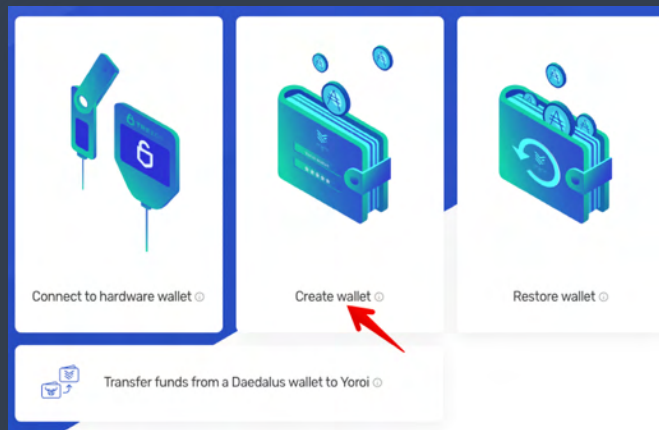 Connect to hardware wallet
Create wallet
Restore wallet
Transfer funds from a Daedalus wallet to Yoroi